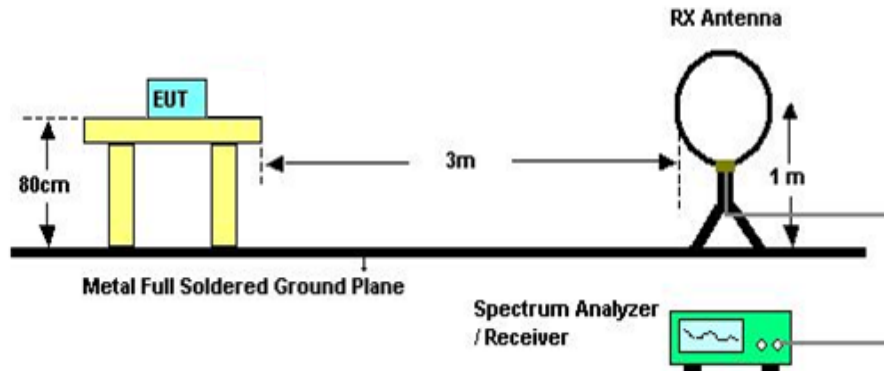 RX Antenna
EUT
80cm
3m
1 m
Metal Full Soldered Ground Plane
Spectrum Analyzer
/ Receiver